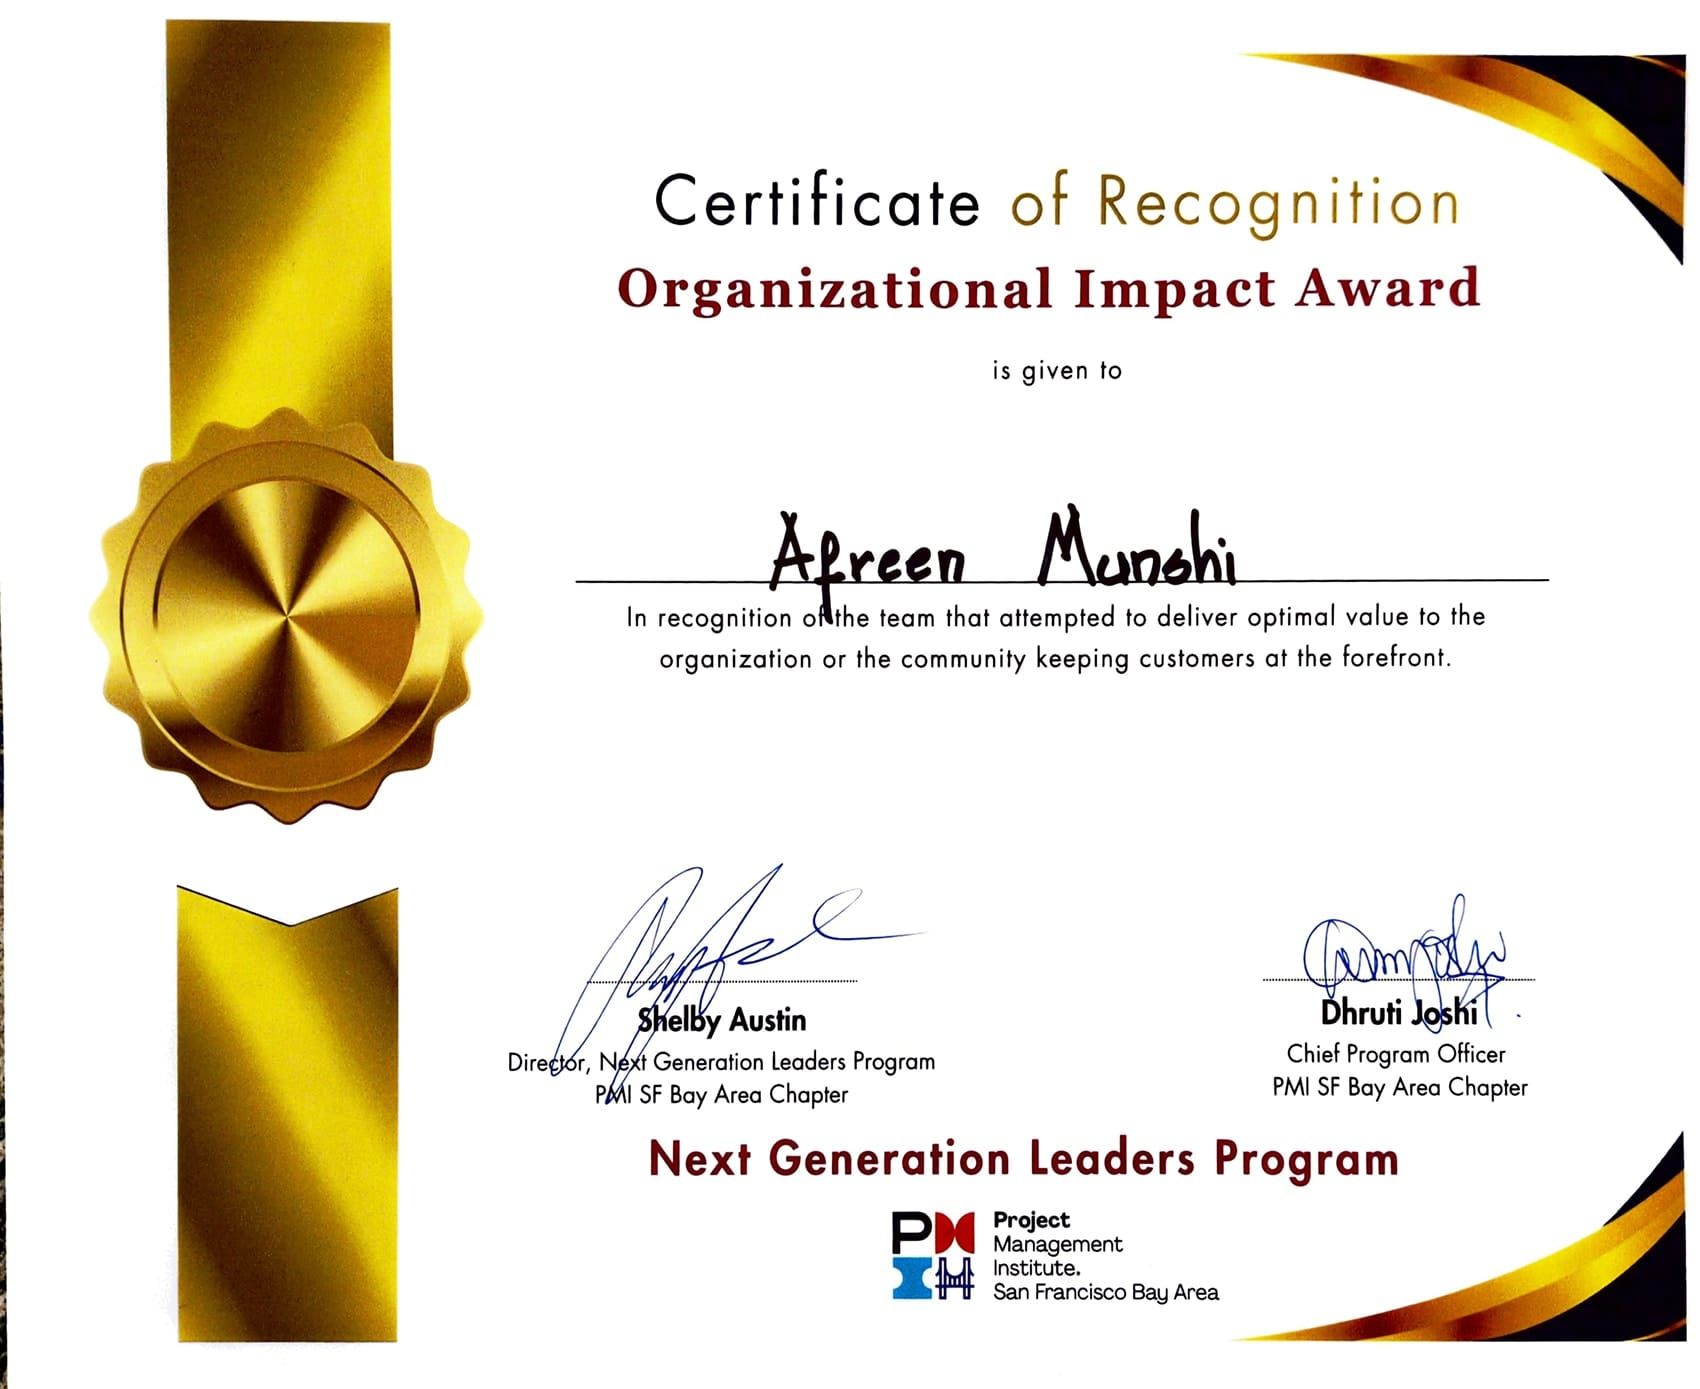 Certificate of Recognition
Organizational Impact Award
is given to
Afreen Munshi
In recognition of the team that attempted to deliver optimal value to the
organization or the community keeping customers at the forefront.
Shelby Austin
Director, Next Generation Leaders Program
PMI SF Bay Area Chapter
Dhruti Joshi
Chief Program Officer
PMI SF Bay Area Chapter
Next Generation Leaders Program
Project
Management
Institute.
San Francisco Bay Area